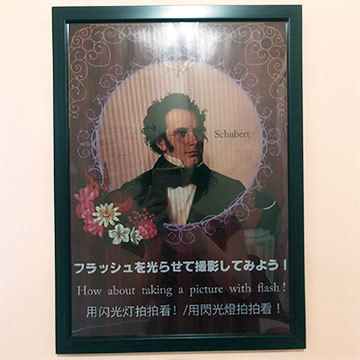 Schubert
フラッシュを光らせて撮影してみよう！
How about taking a picture with flash!
用闪光灯拍拍看！/用閃光燈拍拍看！